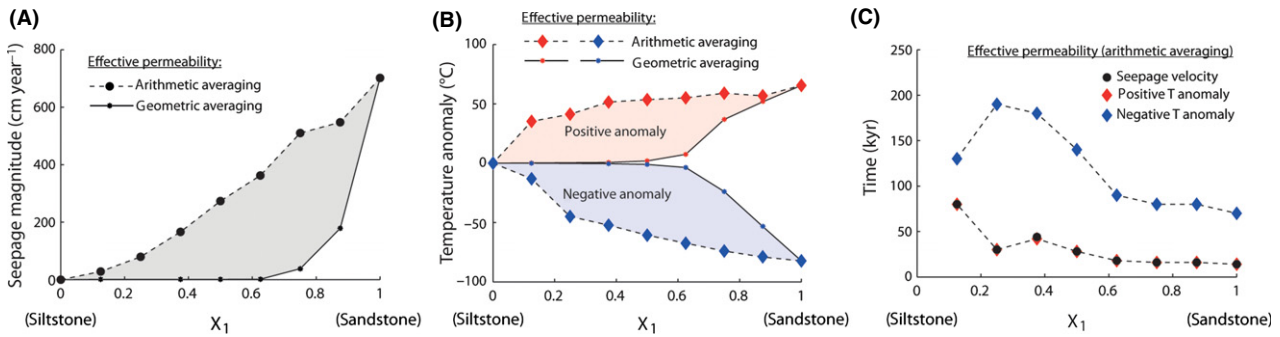 (A)
Seepage magnitude (cm year⁻¹)
800
600
400
200
0
Effective permeability:
Arithmetic averaging
Geometric averaging
0 0.2 0.4 0.6 0.8 1
(Siltstone) X₁ (Sandstone)
(B)
Temperature anomaly (°C)
100
50
0
−50
−100
Effective permeability:
Arithmetic averaging
Geometric averaging
Positive anomaly
Negative anomaly
0 0.2 0.4 0.6 0.8 1
(Siltstone) X₁ (Sandstone)
(C)
Time (kyr)
250
200
150
100
50
0
Effective permeability (arithmetic averaging)
Seepage velocity
Positive T anomaly
Negative T anomaly
0 0.2 0.4 0.6 0.8 1
(Siltstone) X₁ (Sandstone)